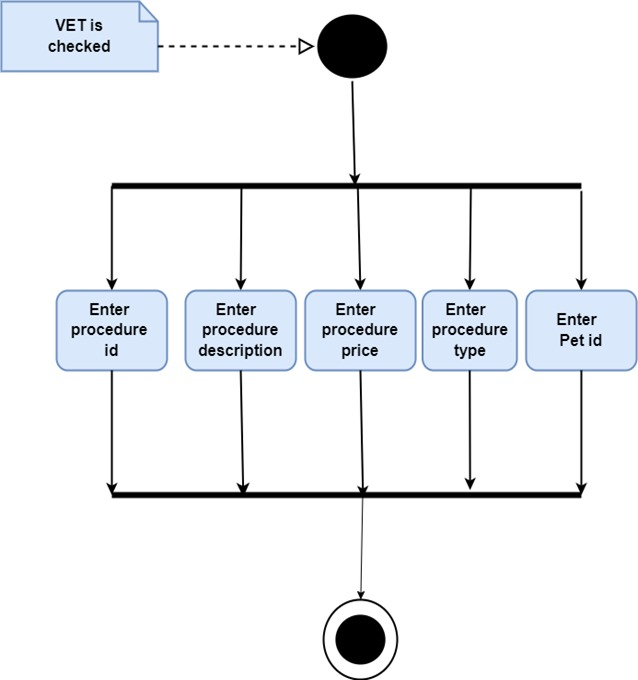 VET is
checked
Enter
procedure
id
Enter
procedure
description
Enter
procedure
price
Enter
procedure
type
Enter
Pet id